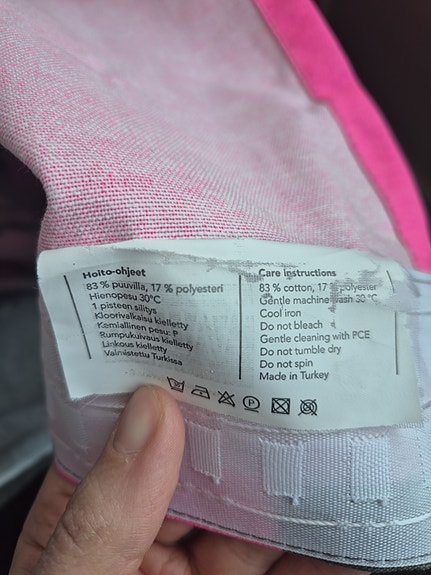 Hoito-ohjeet
83 % puuvilla, 17 % polyesteri
Hienopesu 30°C
1 pisteen silitys
Kloorivalkaisu kielletty
Kemiallinen pesu: P
Rumpukuivaus kielletty
Linkous kielletty
Valmistettu Turkissa
Care instructions
83 % cotton, 17 % polyester
Gentle machine wash 30 °C
Cool iron
Do not bleach
Gentle cleaning with PCE
Do not tumble dry
Do not spin
Made in Turkey
P